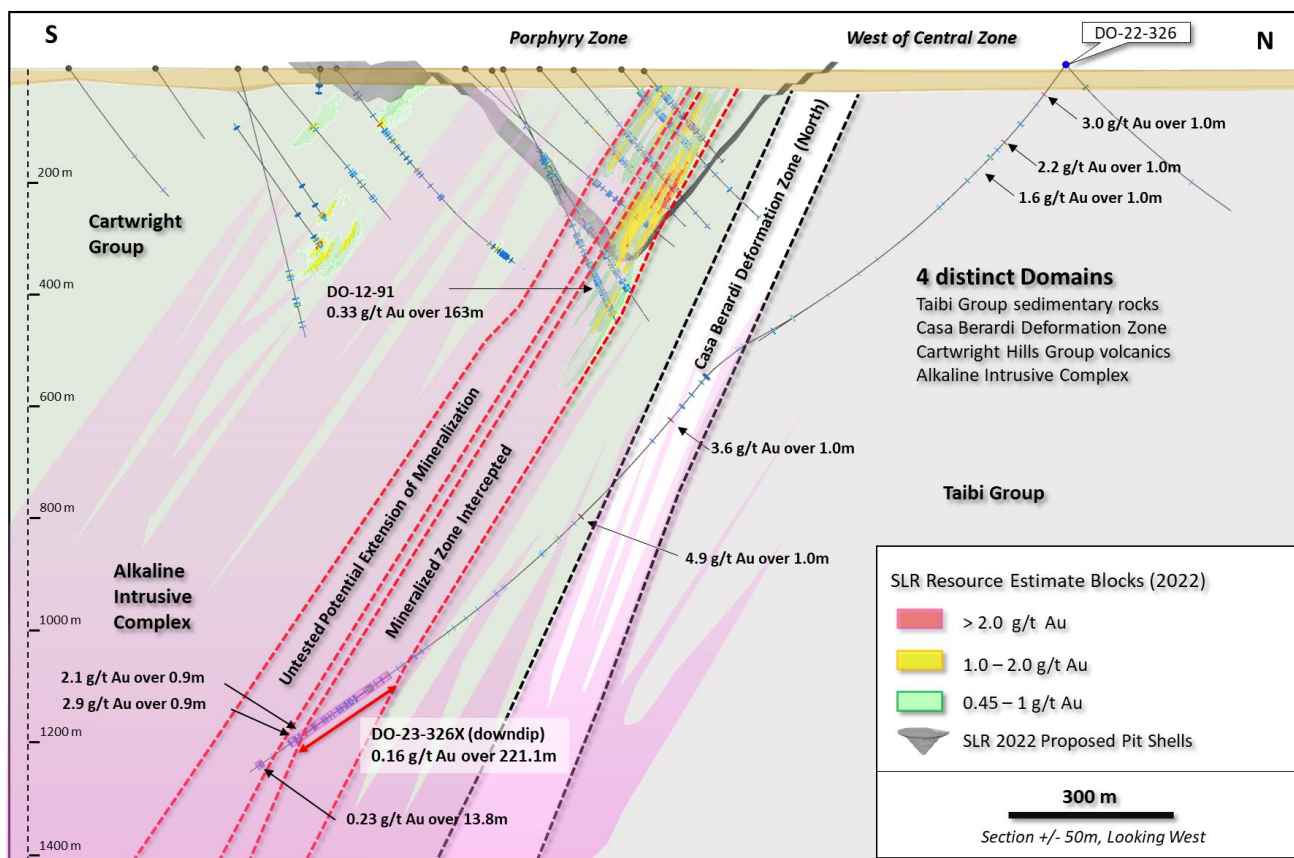 S
Porphyry Zone
West of Central Zone
DO-22-326
N
3.0 g/t Au over 1.0m
2.2 g/t Au over 1.0m
1.6 g/t Au over 1.0m
200 m
Cartwright
Group
Casa Berardi Deformation Zone (North)
4 distinct Domains
Taibi Group sedimentary rocks
Casa Berardi Deformation Zone
Cartwright Hills Group volcanics
Alkaline Intrusive Complex
DO-12-91
0.33 g/t Au over 163m
400 m
600 m
Untested Potential Extension of Mineralization
Mineralized Zone Intercepted
3.6 g/t Au over 1.0m
Taibi Group
800 m
4.9 g/t Au over 1.0m
Alkaline
Intrusive
Complex
1000 m
2.1 g/t Au over 0.9m
2.9 g/t Au over 0.9m
1200 m
DO-23-326X (downdip)
0.16 g/t Au over 221.1m
0.23 g/t Au over 13.8m
1400 m
SLR Resource Estimate Blocks (2022)
> 2.0 g/t Au
1.0 – 2.0 g/t Au
0.45 – 1 g/t Au
SLR 2022 Proposed Pit Shells
300 m
Section +/- 50m, Looking West